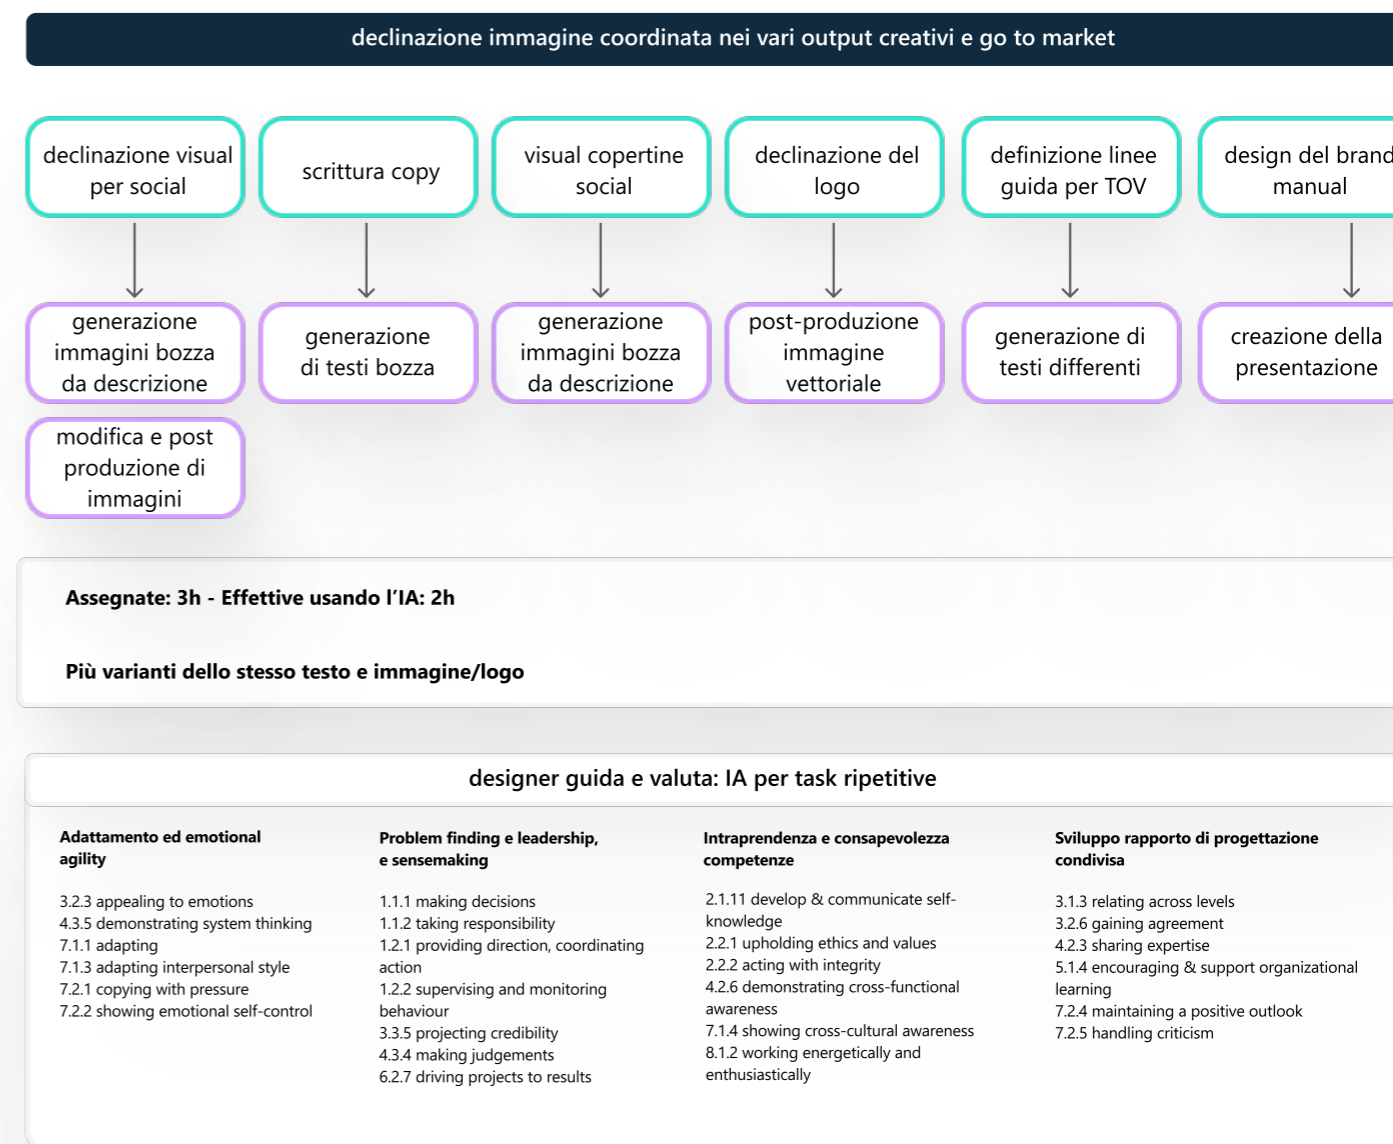 declinazione immagine coordinata nei vari output creativi e go to market
declinazione visual
per social
scrittura copy
visual copertine
social
declinazione del
logo
definizione linee
guida per TOV
design del brand
manual
generazione
immagini bozza
da descrizione
generazione
di testi bozza
generazione
immagini bozza
da descrizione
post-produzione
immagine
vettoriale
generazione di
testi differenti
creazione della
presentazione
modifica e post
produzione di
immagini
Assegnate: 3h - Effettive usando l'IA: 2h
Più varianti dello stesso testo e immagine/logo
designer guida e valuta: IA per task ripetitive
Adattamento ed emotional
agility
3.2.3 appealing to emotions
4.3.5 demonstrating system thinking
7.1.1 adapting
7.1.3 adapting interpersonal style
7.2.1 copying with pressure
7.2.2 showing emotional self-control
Problem finding e leadership,
e sensemaking
1.1.1 making decisions
1.1.2 taking responsibility
1.2.1 providing direction, coordinating
action
1.2.2 supervising and monitoring
behaviour
3.3.5 projecting credibility
4.3.4 making judgements
6.2.7 driving projects to results
Intraprendenza e consapevolezza
competenze
2.1.11 develop & communicate self-
knowledge
2.2.1 upholding ethics and values
2.2.2 acting with integrity
4.2.6 demonstrating cross-functional
awareness
7.1.4 showing cross-cultural awareness
8.1.2 working energetically and
enthusiastically
Sviluppo rapporto di progettazione
condivisa
3.1.3 relating across levels
3.2.6 gaining agreement
4.2.3 sharing expertise
5.1.4 encouraging & support organizational
learning
7.2.4 maintaining a positive outlook
7.2.5 handling criticism